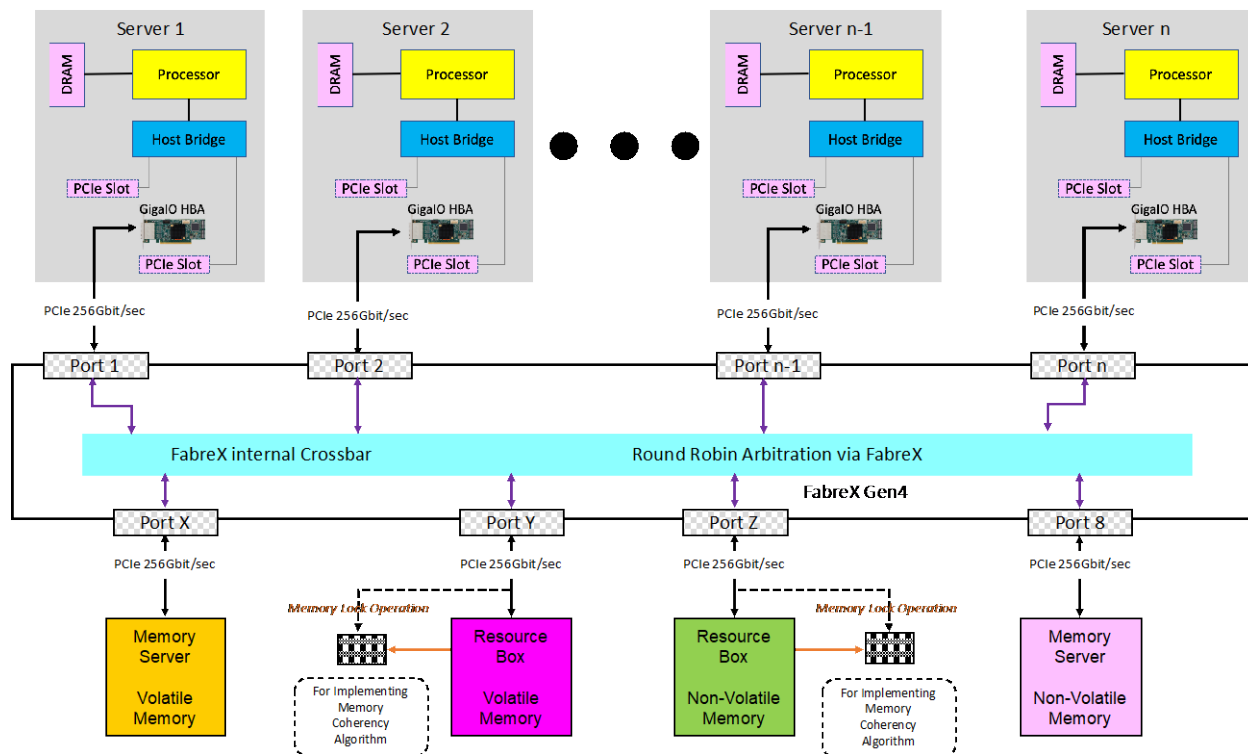 Server 1
Server 2
Server n-1
Server n
DRAM
Processor
DRAM
Processor
DRAM
Processor
DRAM
Processor
Host Bridge
Host Bridge
Host Bridge
Host Bridge
PCIe Slot
PCIe Slot
PCIe Slot
PCIe Slot
GigaIO HBA
GigaIO HBA
GigaIO HBA
GigaIO HBA
PCIe Slot
PCIe Slot
PCIe Slot
PCIe Slot
PCIe 256Gbit/sec
PCIe 256Gbit/sec
PCIe 256Gbit/sec
PCIe 256Gbit/sec
Port 1
Port 2
Port n-1
Port n
FabreX internal Crossbar
Round Robin Arbitration via FabreX
FabreX Gen4
Port X
Port Y
Port Z
Port 8
PCIe 256Gbit/sec
PCIe 256Gbit/sec
PCIe 256Gbit/sec
PCIe 256Gbit/sec
Memory Lock Operation
Memory Lock Operation
Memory
Server
Volatile
Memory
For Implementing
Memory
Coherency
Algorithm
Resource
Box
Volatile
Memory
Resource
Box
Non-Volatile
Memory
For Implementing
Memory
Coherency
Algorithm
Memory
Server
Non-Volatile
Memory